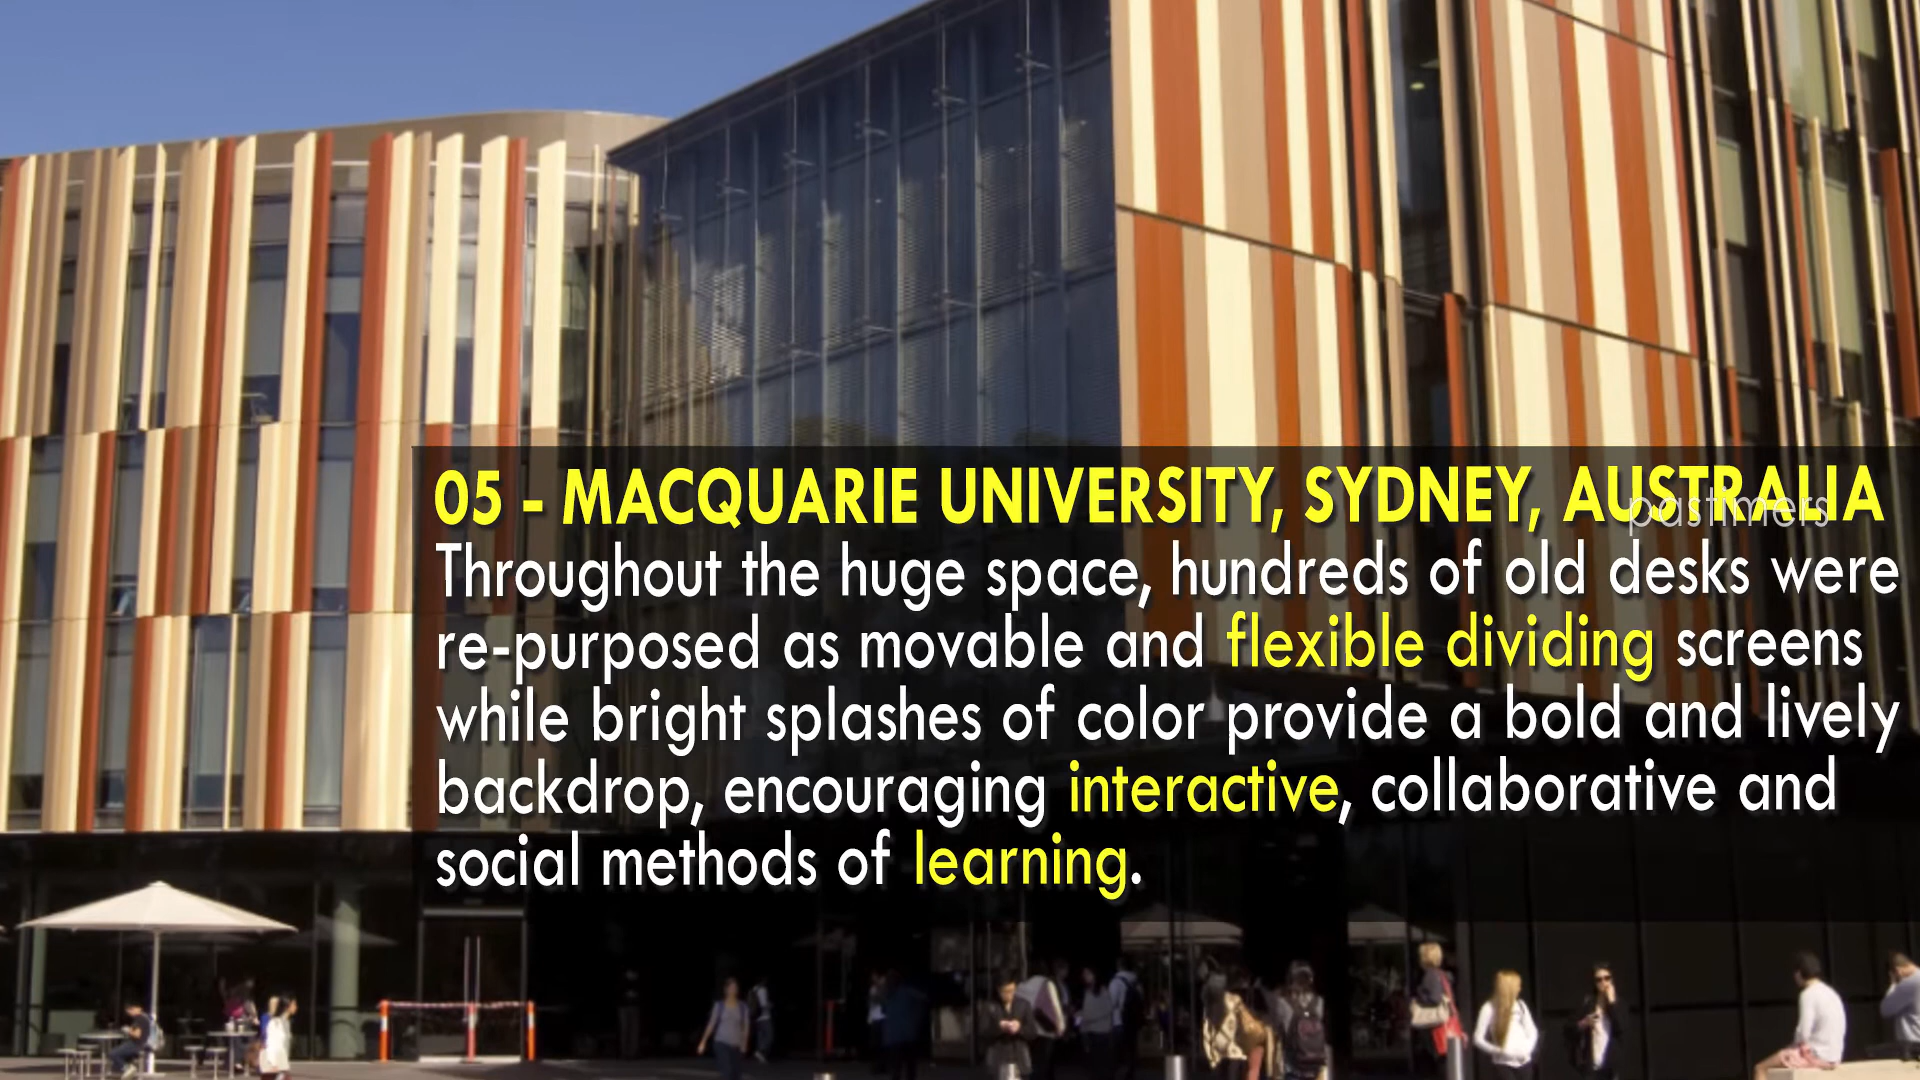 05 - MACQUARIE UNIVERSITY, SYDNEY, AUSTRALIA
pastimers
Throughout the huge space, hundreds of old desks were
re-purposed as movable and flexible dividing screens
while bright splashes of color provide a bold and lively
backdrop, encouraging interactive, collaborative and
social methods of learning.